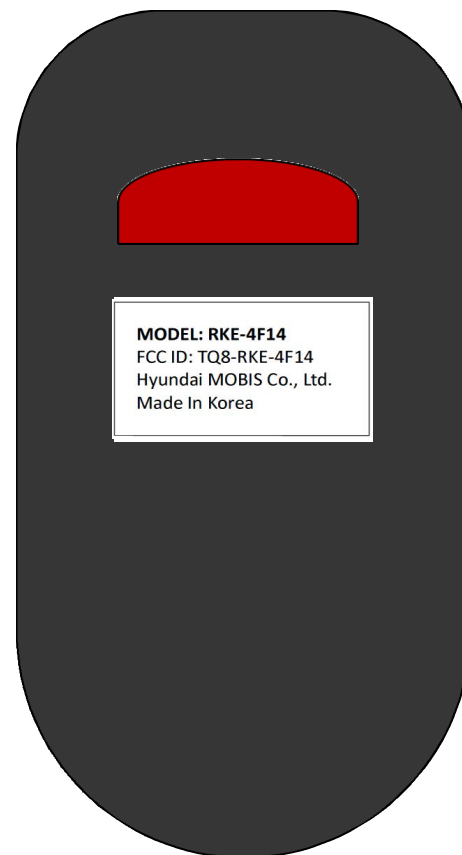 MODEL: RKE-4F14
FCC ID: TQ8-RKE-4F14
Hyundai MOBIS Co., Ltd.
Made In Korea